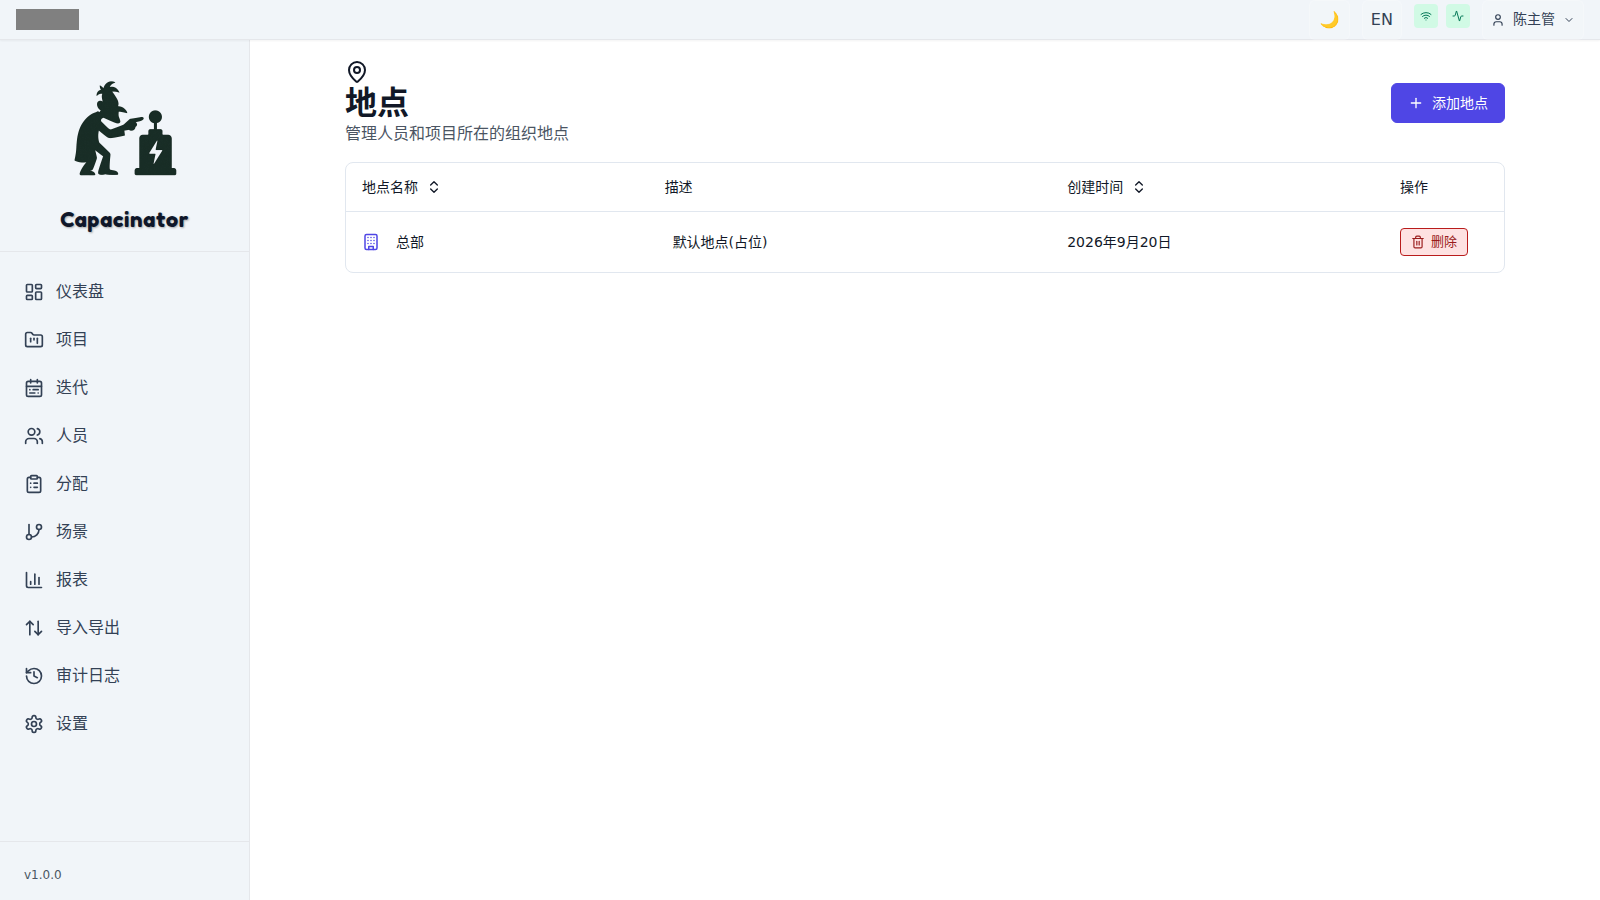 EN
陈主管
Capacinator
仪表盘
项目
迭代
人员
分配
场景
报表
导入导出
审计日志
设置
v1.0.0
地点
管理人员和项目所在的组织地点
添加地点
地点名称 描述 创建时间 操作
总部 默认地点(占位) 2026年9月20日 删除